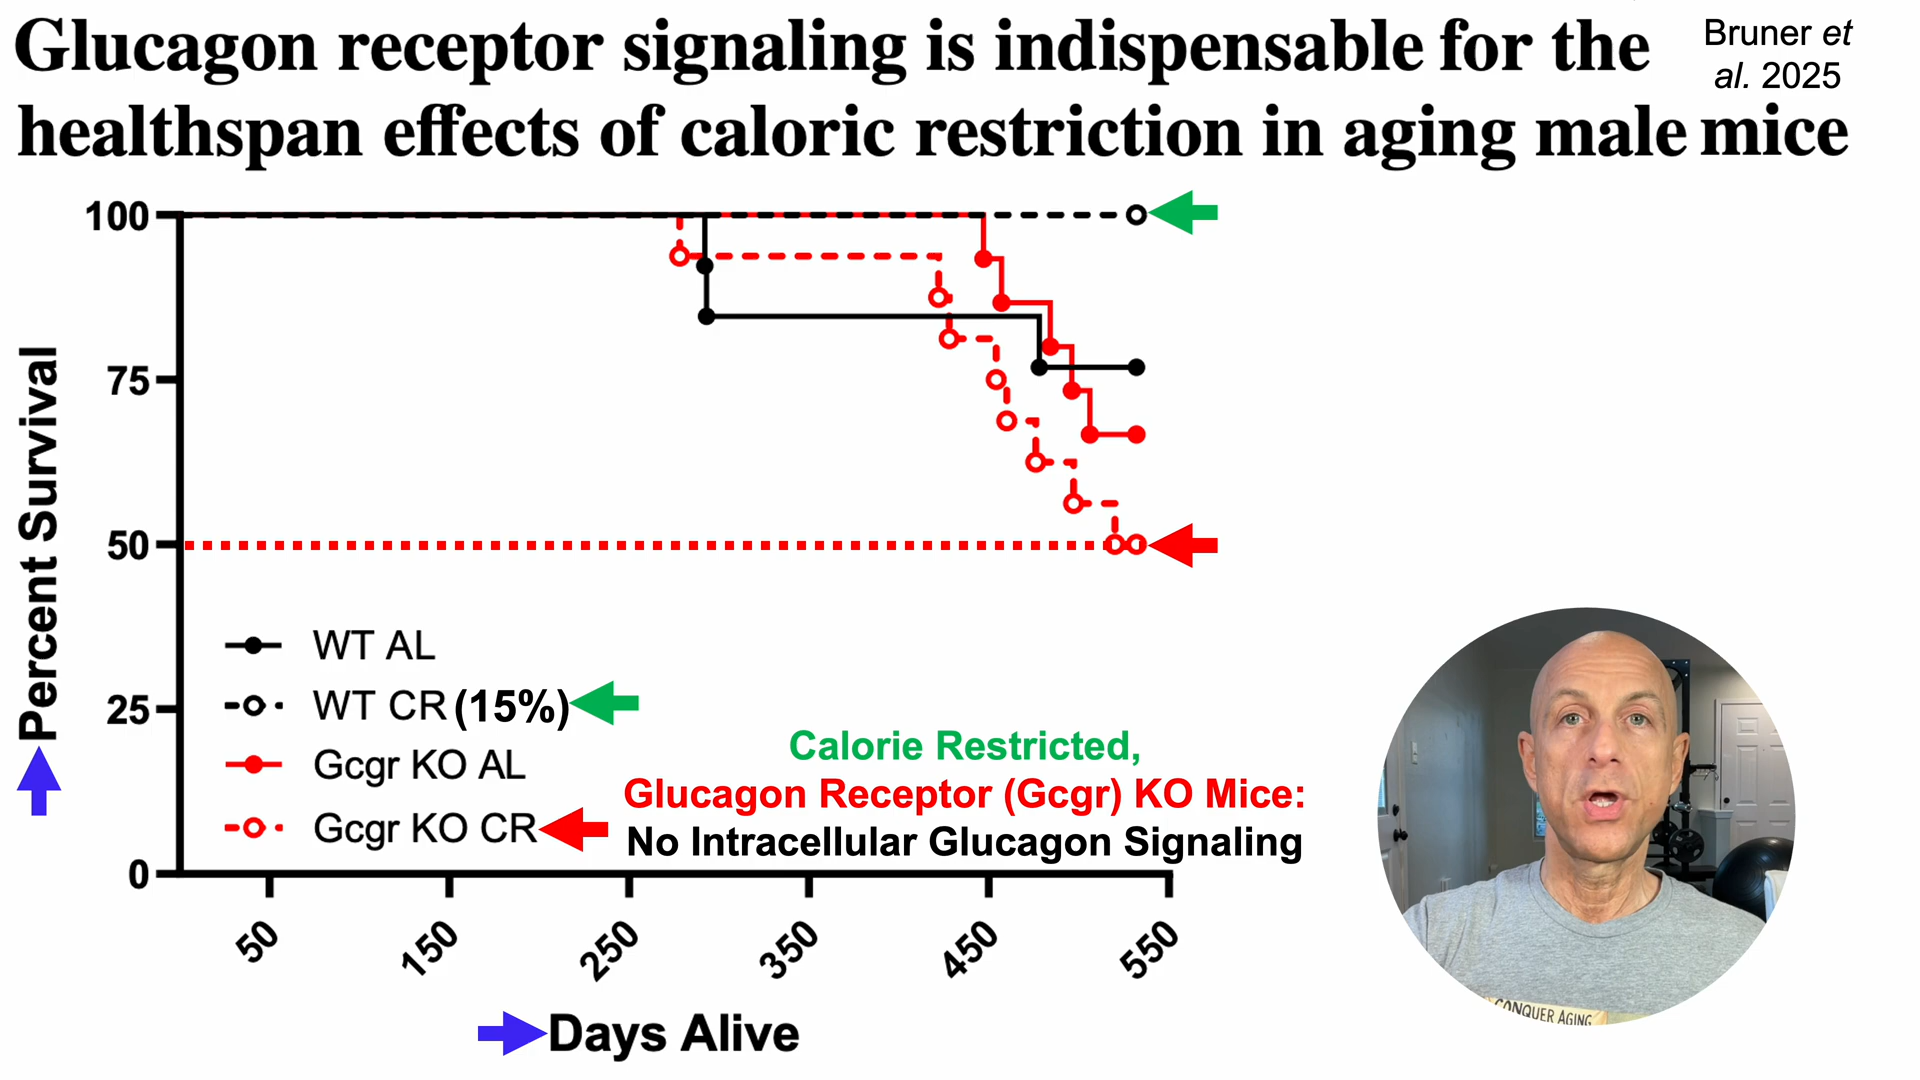 Glucagon receptor signaling is indispensable for the
healthspan effects of caloric restriction in aging male mice
Bruner et
al. 2025
Percent Survival
100
75
50
25
0
WT AL
WT CR (15%)
Gcgr KO AL
Gcgr KO CR
Calorie Restricted,
Glucagon Receptor (Gcgr) KO Mice:
No Intracellular Glucagon Signaling
50
150
250
350
450
550
Days Alive
CONQUER AGING